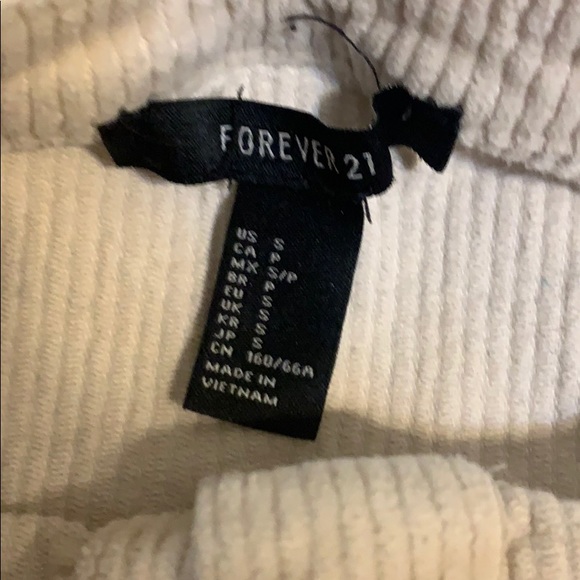 FOREVER 21
US S
CA P
MX S/P
BR P
EU S
UK S
KR S
JP S
CN 160/66A
MADE IN
VIETNAM